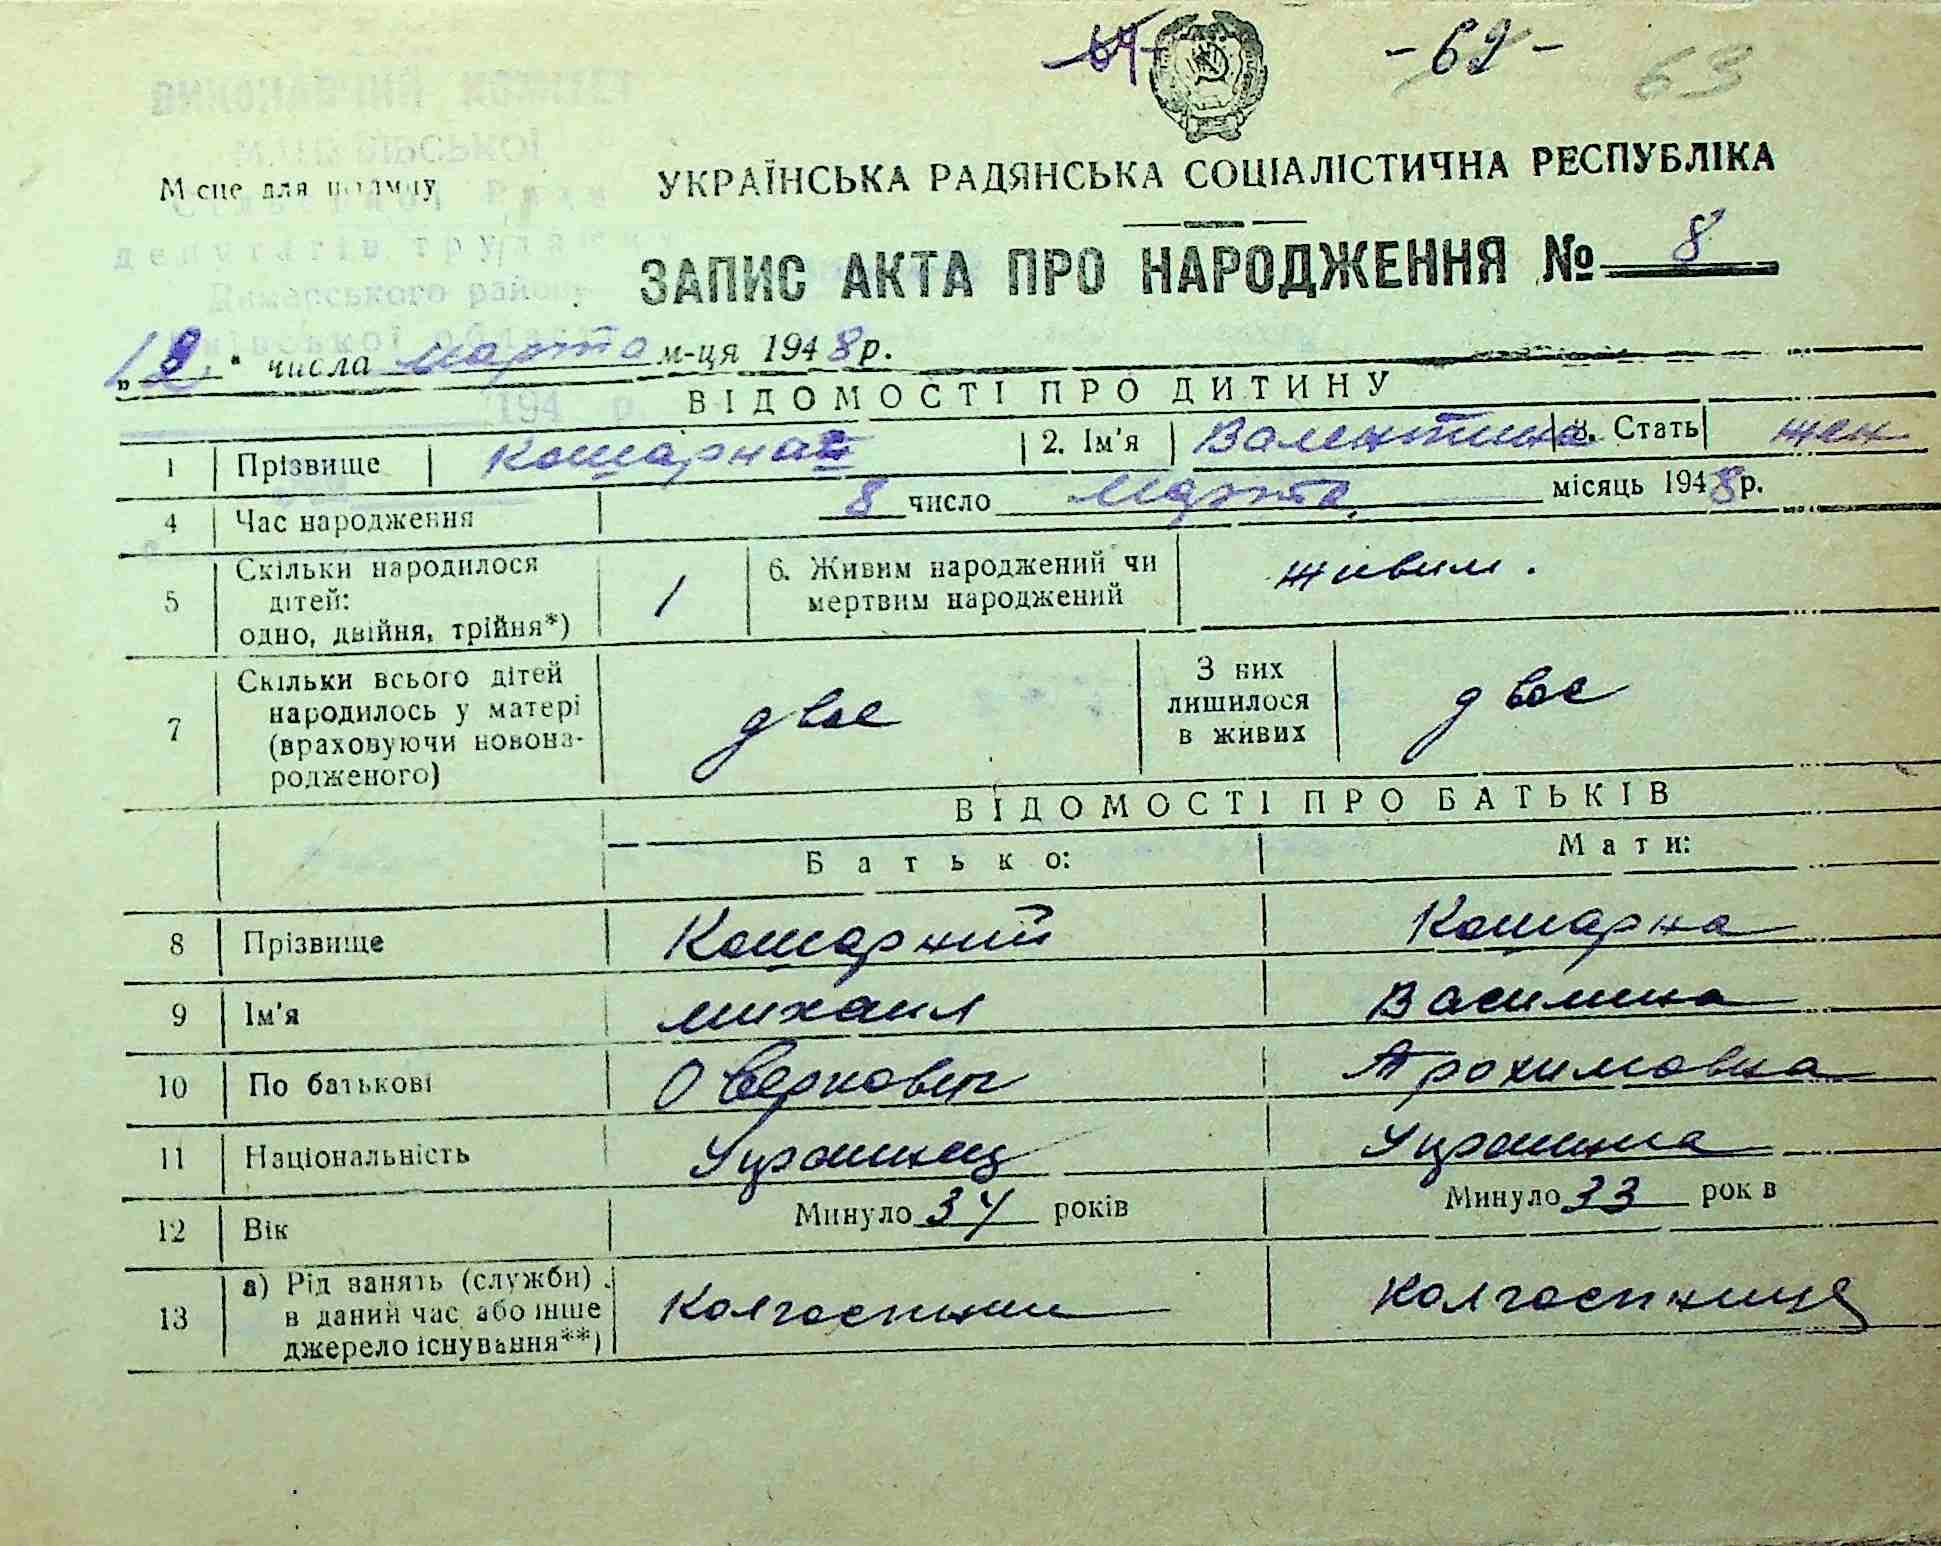 - 62 - 63
Місце для штампу
УКРАЇНСЬКА РАДЯНСЬКА СОЦІАЛІСТИЧНА РЕСПУБЛІКА
ЗАПИС АКТА ПРО НАРОДЖЕННЯ № 8
числа марта м-ця 1948 р.
ВІДОМОСТІ ПРО ДИТИНУ
1 Прізвище Кошарная 2. Ім'я Валентина 3. Стать жен
4 Час народження 8 число Марта місяць 1948 р.
5 Скільки народилося дітей: одно, двійня, трійня*) 1 6. Живим народжений чи мертвим народжений живим.
7 Скільки всього дітей народилось у матері (враховуючи новонародженого) двое З них лишилося в живих двое
ВІДОМОСТІ ПРО БАТЬКІВ
Батько: Мати:
8 Прізвище Кошарний Кошарна
9 Ім'я Михаил Василина
10 По батькові Оверкович Трохимовна
11 Національність Украинец Украинка
12 Вік Минуло 34 років Минуло 33 років
13 а) Рід занять (служби) в даний час або інше джерело існування**) Колгоспник Колгоспниця